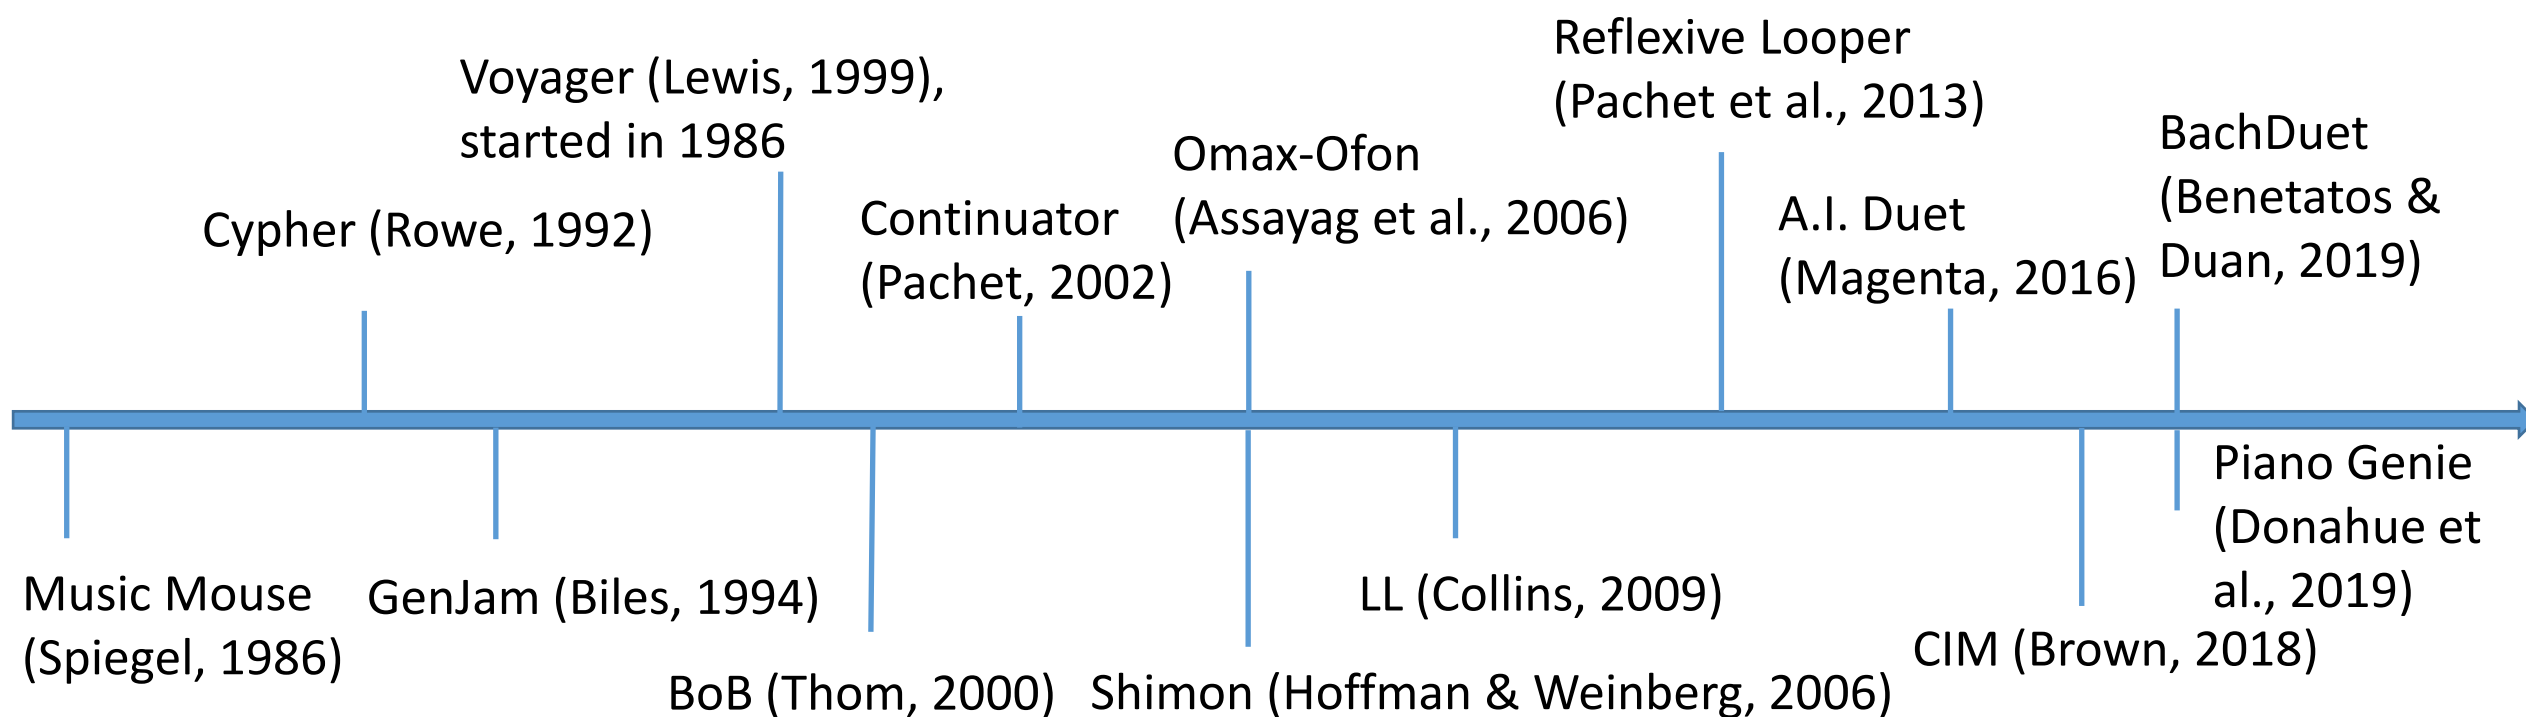 Reflexive Looper
(Pachet et al., 2013)
Voyager (Lewis, 1999),
started in 1986
BachDuet
(Benetatos &
Duan, 2019)
Omax-Ofon
(Assayag et al., 2006)
A.I. Duet
(Magenta, 2016)
Cypher (Rowe, 1992)
Continuator
(Pachet, 2002)
Piano Genie
(Donahue et
al., 2019)
Music Mouse
(Spiegel, 1986)
GenJam (Biles, 1994)
LL (Collins, 2009)
CIM (Brown, 2018)
BoB (Thom, 2000)
Shimon (Hoffman & Weinberg, 2006)